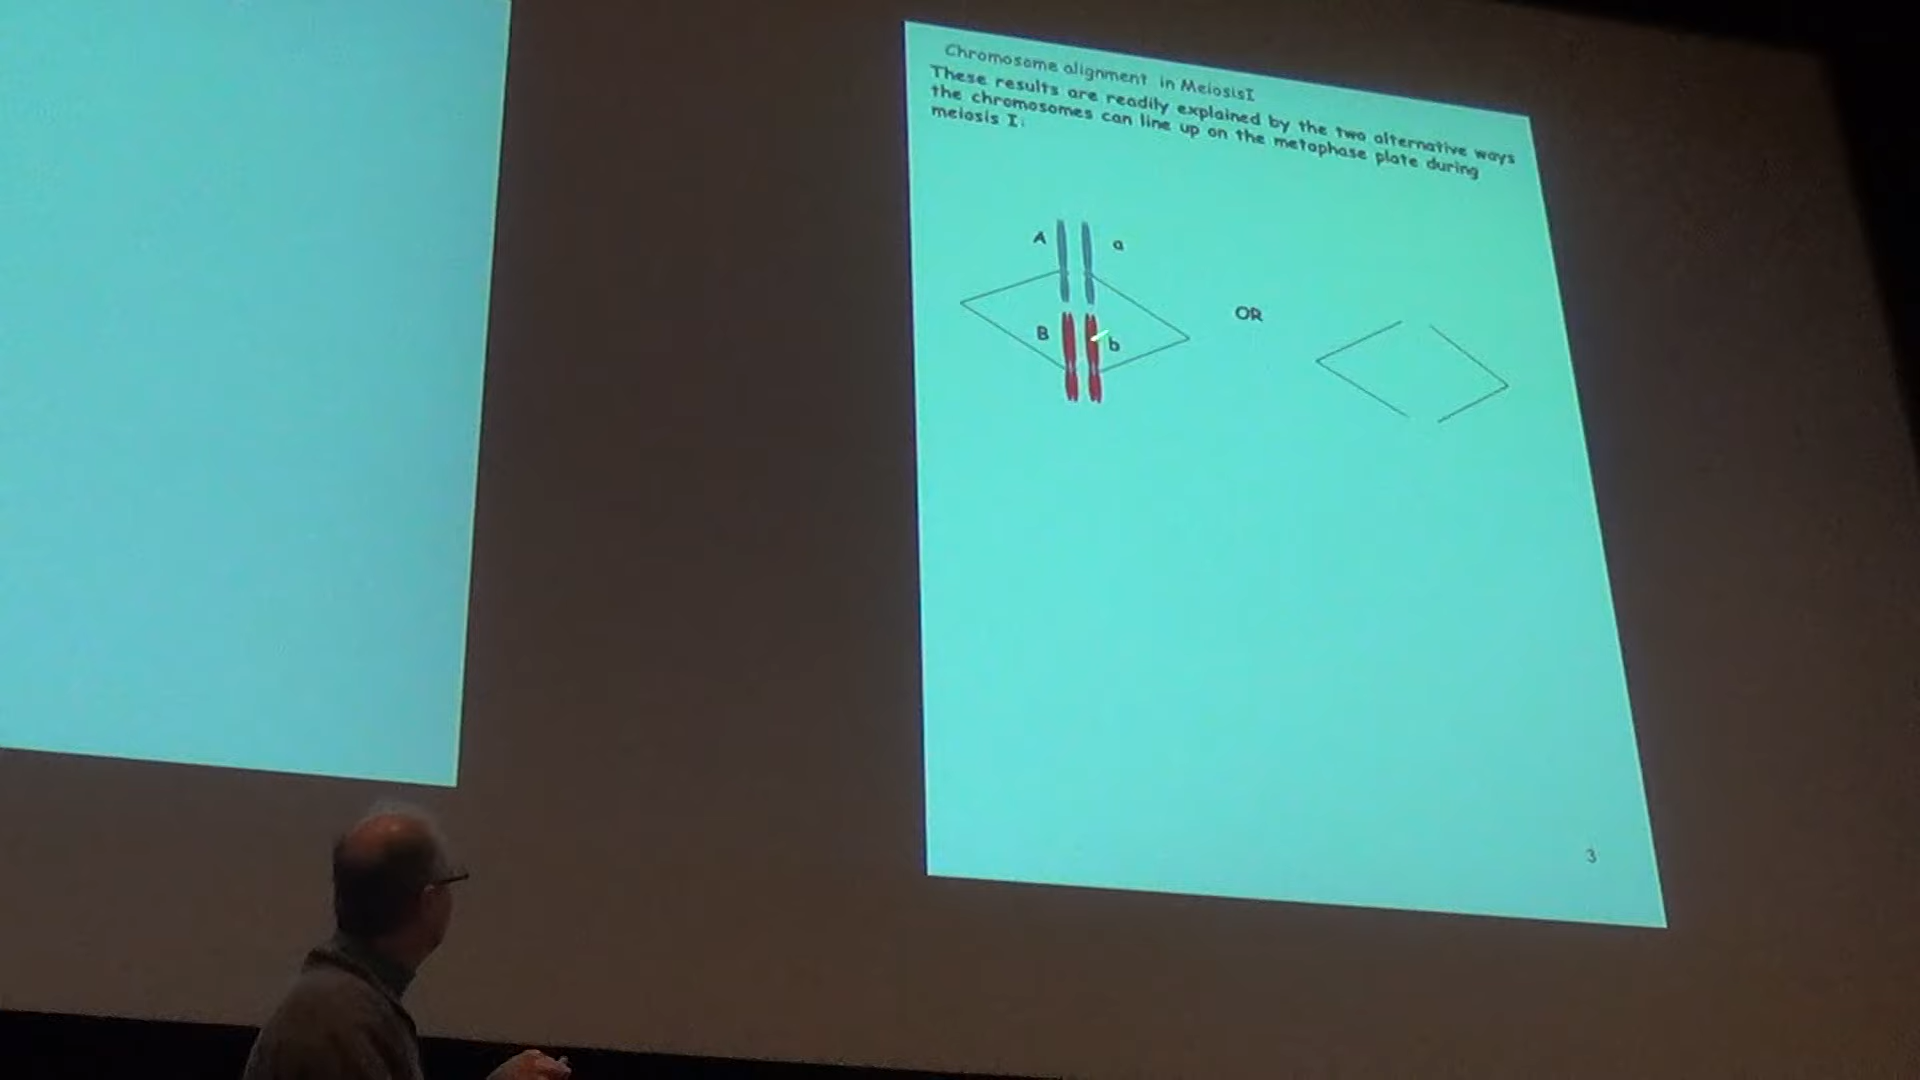 Chromosome alignment in MeiosisI
These results are readily explained by the two alternative ways
the chromosomes can line up on the metaphase plate during
meiosis I:
A a
OR
B b
3